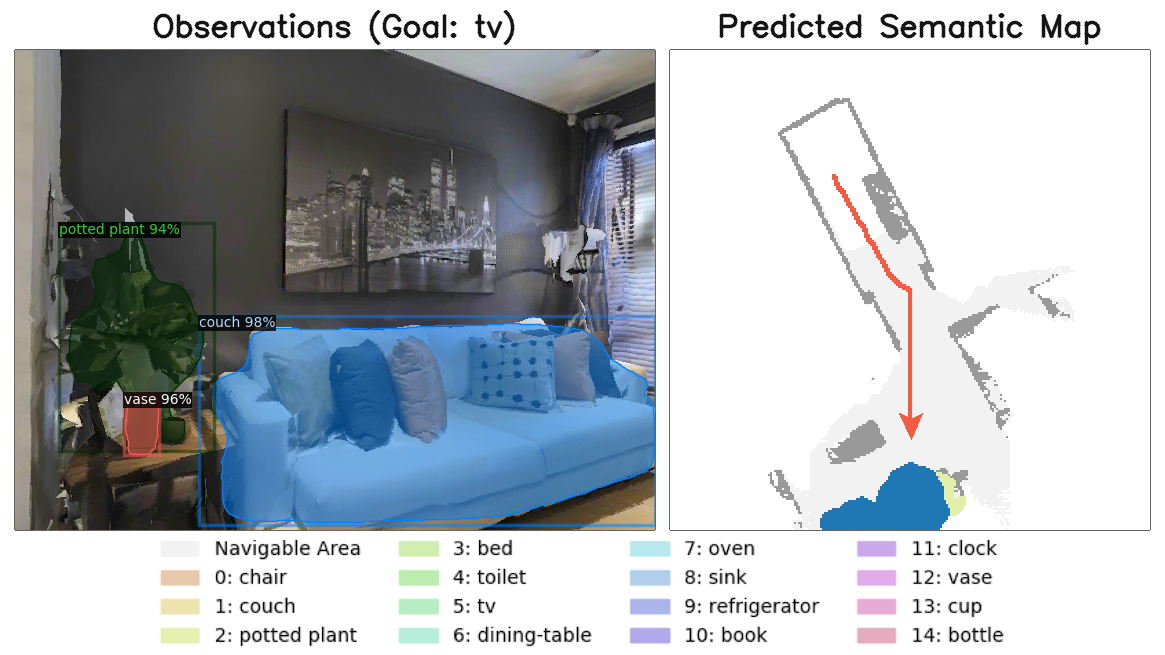 Observations (Goal: tv)
Predicted Semantic Map
potted plant 94%
couch 98%
vase 96%
Navigable Area
0: chair
1: couch
2: potted plant
3: bed
4: toilet
5: tv
6: dining-table
7: oven
8: sink
9: refrigerator
10: book
11: clock
12: vase
13: cup
14: bottle